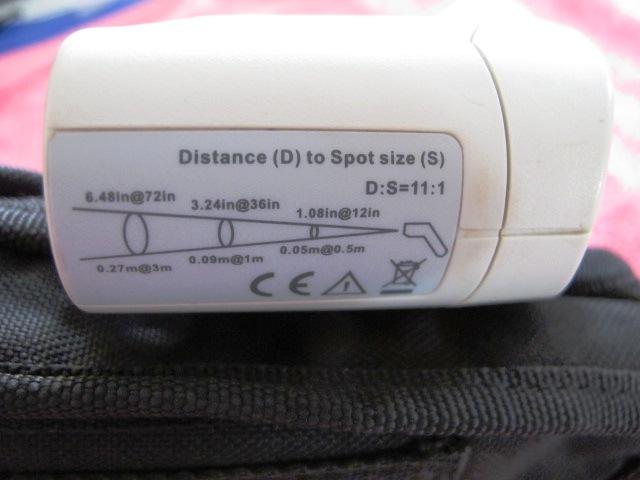 Distance (D) to Spot size (S)
D:S=11:1
6.48in@72in
3.24in@36in
1.08in@12in
0.27m@3m
0.09m@1m
0.05m@0.5m
CE